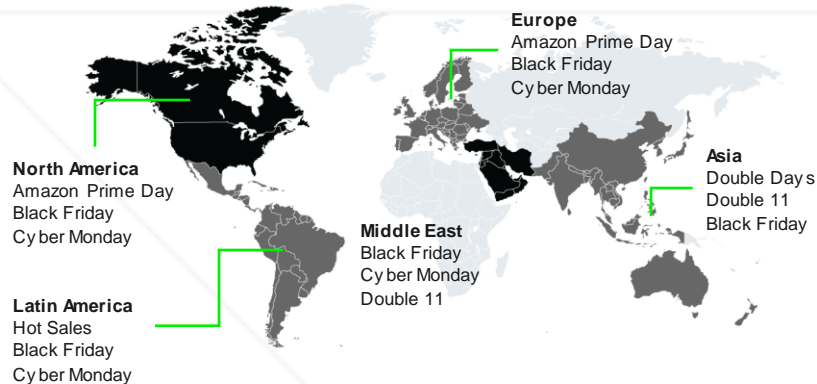 Europe
Amazon Prime Day
Black Friday
Cyber Monday
North America
Amazon Prime Day
Black Friday
Cyber Monday
Asia
Double Days
Double 11
Black Friday
Middle East
Black Friday
Cyber Monday
Double 11
Latin America
Hot Sales
Black Friday
Cyber Monday